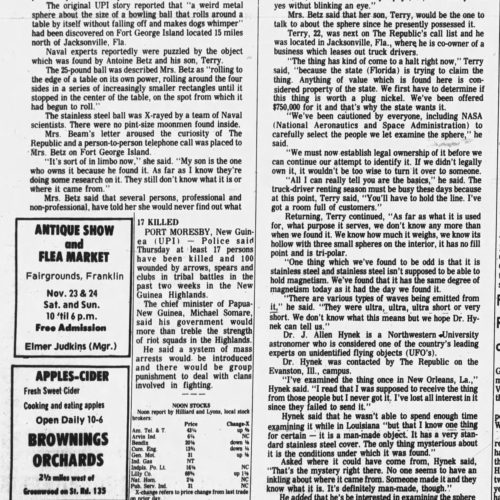 The original UPI story reported that "a weird metal
sphere about the size of a bowling ball that rolls around a
table by itself without falling off and makes dogs whimper"
had been discovered on Fort George Island located 15 miles
north of Jacksonville, Fla.
Naval experts reportedly were puzzled by the object
which was found by Antoine Betz and his son, Terry.
The 25-pound ball was described Mrs. Betz as "rolling to
the edge of a table on its own power, rolling around the four
sides in a series of increasingly smaller rectangles until it
stopped in the center of the table, on the spot from which it
had begun to roll."
The stainless steel ball was X-rayed by a team of Naval
scientists. There were no pint-size moonmen found inside.
Mrs. Beam's letter aroused the curiosity of The
Republic and a person-to-person telephone call was placed to
Mrs. Betz on Fort George Island.
"It's sort of in limbo now," she said. "My son is the one
who owns it because he found it. As far as I know they're
doing some research on it. They still don't know what it is or
where it came from."
Mrs. Betz said that several persons, professional and
non-professional, have told her she would never find out what
ANTIQUE SHOW
and
FLEA MARKET
Fairgrounds, Franklin
Nov. 23 & 24
Sat. and Sun.
10 'til 6 p.m.
Free Admission
Elmer Judkins (Mgr.)
APPLES-CIDER
Fresh Sweet Cider
Cooking and eating apples
Open Daily 10-6
BROWNINGS
ORCHARDS
2½ miles west of
Greenwood on St. Rd. 135
17 KILLED
PORT MORESBY, New Guin-
ea (UPI) — Police said
Thursday at least 17 persons
have been killed and 100
wounded by arrows, spears and
clubs in tribal battles in the
past two weeks in the New
Guinea Highlands.
The chief minister of Papua-
New Guinea, Michael Somare,
said his government would
more than treble the strength
of riot squads in the Highlands.
He said a system of mass
arrests would be introduced
and there would be group
punishment to deal with clans
involved in fighting.
NOON STOCKS
Noon report by Hilliard and Lyons, local stock
brokers:
Price Change-X
Am. Tel. & T.
Arvin Ind NC
Bendix
Cum. Eng.
Gen. Mot.
Ind. Gas NT
Indpls. Po. Lt. NC
Lilly Co.
Nat. Hom. NC
Pub. Serv. Ind.
X-change refers to price change from last trade
yes without blinking an eye."
Mrs. Betz said that her son, Terry, would be the one to
talk to about the sphere since he presently possessed it.
Terry, 22, was next on The Republic's call list and he
was located in Jacksonville, Fla., where he is co-owner of a
business which leases out truck drivers.
"The thing has kind of come to a halt right now," Terry
said, "because the state (Florida) is trying to claim the
thing. Anything of value which is found here is con-
sidered property of the state. We first have to determine if
this thing is worth a plug nickel. We've been offered
$750,000 for it and that's why the state wants it.
"We've been cautioned by everyone, including NASA
(National Aeronautics and Space Administration) to
carefully select the people we let examine the sphere," he
said.
"We must now establish legal ownership of it before we
can continue our attempt to identify it. If we didn't legally
own it, it wouldn't be too wise to turn it over to someone.
"All I can really tell you are the basics," he said. The
truck-driver renting season must be busy these days because
at this point, Terry said, "You'll have to hold the line. I've
got a room full of customers."
Returning, Terry continued, "As far as what it is used
for, what purpose it serves, we don't know any more than
when we found it. We know how much it weighs, we know its
hollow with three small spheres on the interior, it has no fill
point and is tri-polar.
"One thing which we've found to be odd is that it is
stainless steel and stainless steel isn't supposed to be able to
hold magnetism. We've found that it has the same degree of
magnetism today as it had the day we found it.
"There are various types of waves being emitted from
it," he said. "They were ultra, ultra, ultra short or very
short. We don't know what this means but we hope Dr. Hy-
nek can tell us."
Dr. J. Allen Hynek is a Northwestern University
astronomer who is considered one of the country's leading
experts on unidentified flying objects (UFO's).
Dr. Hynek was contacted by The Republic on the
Evanston, Ill., campus.
"I've examined the thing once in New Orleans, La.,"
Hynek said. "I read that I was supposed to receive the thing
from those people but I never got it. I've lost all interest in it
since they failed to send it."
Hynek said that he wasn't able to spend enough time
examining it while in Louisiana "but that I know one thing
for certain — it is a man-made object. It has a very stan-
dard stainless steel cover. The only thing mysterious about
it is the conditions under which it was found."
Asked where it could have come from, Hynek said,
"That's the mystery right there. No one seems to have an
inkling about where it came from. Someone made it and they
know what it is. It's definitely man-made, though."
He added that he's be interested in examining the sphere